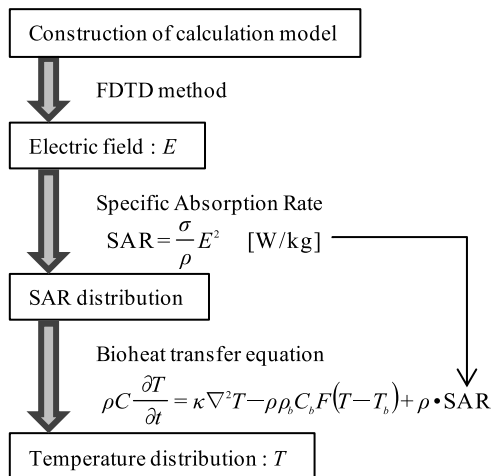 Construction of calculation model
FDTD method
Electric field : E
Specific Absorption Rate
SAR = σ/ρ E² [W/kg]
SAR distribution
Bioheat transfer equation
ρC ∂T/∂t = κ∇²T−ρρ_bC_bF(T−T_b)+ρ•SAR
Temperature distribution : T